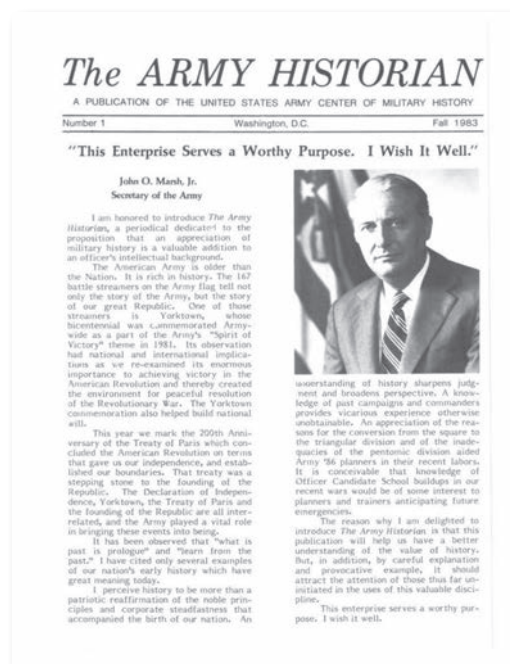 The ARMY HISTORIAN
A PUBLICATION OF THE UNITED STATES ARMY CENTER OF MILITARY HISTORY
Number 1 Washington, D.C. Fall 1983
"This Enterprise Serves a Worthy Purpose. I Wish It Well."
John O. Marsh, Jr.
Secretary of the Army
I am honored to introduce The Army
Historian, a periodical dedicated to the
proposition that an appreciation of
military history is a valuable addition to
an officer's intellectual background.
The American Army is older than
the Nation. It is rich in history. The 167
battle streamers on the Army flag tell not
only the story of the Army, but the story
of our great Republic. One of those
streamers is Yorktown, whose
bicentennial was commemorated Army-
wide as a part of the Army's "Spirit of
Victory" theme in 1981. Its observation
had national and international implica-
tions as we re-examined its enormous
importance to achieving victory in the
American Revolution and thereby created
the environment for peaceful resolution
of the Revolutionary War. The Yorktown
commemoration also helped build national
will.
This year we mark the 200th Anni-
versary of the Treaty of Paris which con-
cluded the American Revolution on terms
that gave us our independence, and estab-
lished our boundaries. That treaty was a
stepping stone to the founding of the
Republic. The Declaration of Indepen-
dence, Yorktown, the Treaty of Paris and
the founding of the Republic are all inter-
related, and the Army played a vital role
in bringing these events into being.
It has been observed that "what is
past is prologue" and "learn from the
past." I have cited only several examples
of our nation's early history which have
great meaning today.
I perceive history to be more than a
patriotic reaffirmation of the noble prin-
ciples and corporate steadfastness that
accompanied the birth of our nation. An
understanding of history sharpens judg-
ment and broadens perspective. A know-
ledge of past campaigns and commanders
provides vicarious experience otherwise
unobtainable. An appreciation of the rea-
sons for the conversion from the square to
the triangular division and of the inade-
quacies of the pentomic division aided
Army '86 planners in their recent labors.
It is conceivable that knowledge of
Officer Candidate School buildups in our
recent wars would be of some interest to
planners and trainers anticipating future
emergencies.
The reason why I am delighted to
introduce The Army Historian is that this
publication will help us have a better
understanding of the value of history.
But, in addition, by careful explanation
and provocative example, it should
attract the attention of those thus far un-
initiated in the uses of this valuable disci-
pline.
This enterprise serves a worthy pur-
pose. I wish it well.